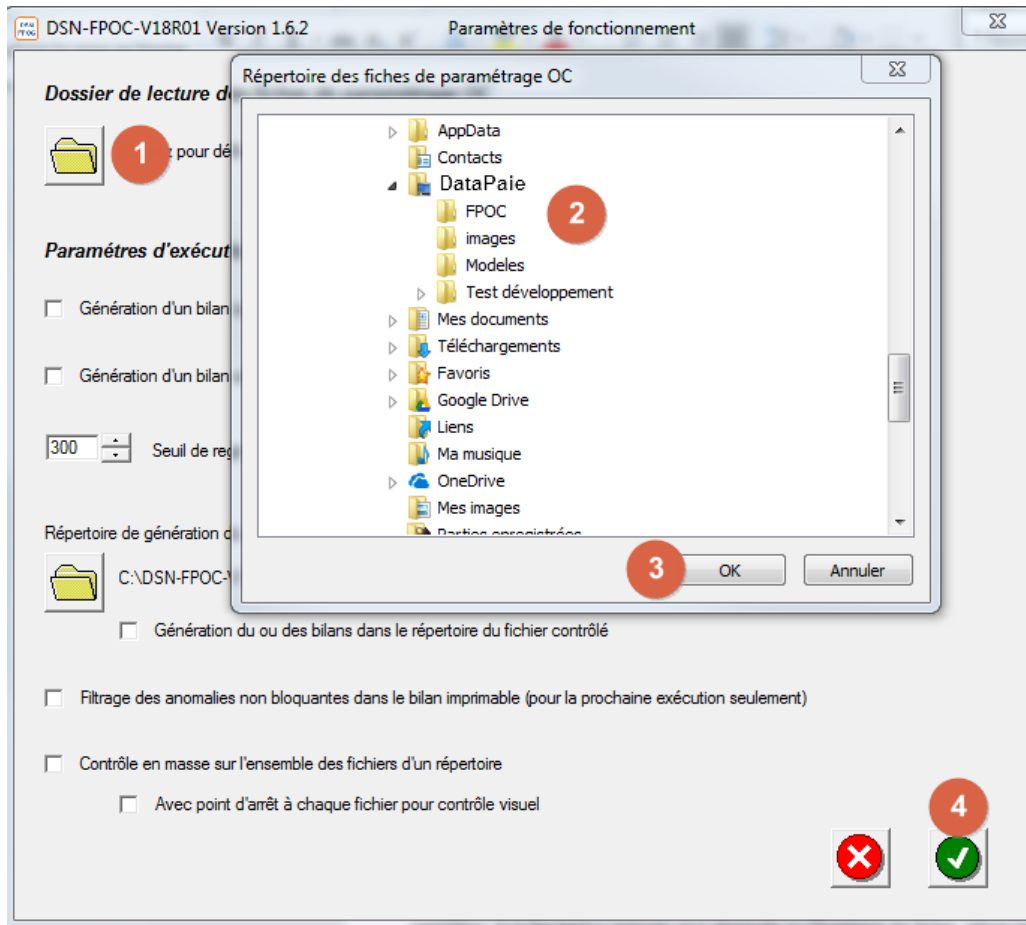 DSN-FPOC-V18R01 Version 1.6.2 Paramètres de fonctionnement
Répertoire des fiches de paramétrage OC
Dossier de lecture
1 pour dé
AppData
Contacts
DataPaie
FPOC
2
images
Modeles
Test développement
Mes documents
Téléchargements
Favoris
Google Drive
Liens
Ma musique
OneDrive
Mes images
Parties enregistrées
3 OK Annuler
Paramétres d'exécut
Génération d'un bilan
Génération d'un bilan
300 Seuil de reg
Répertoire de génération d
C:\DSN-FPOC-V
Génération du ou des bilans dans le répertoire du fichier contrôlé
Filtrage des anomalies non bloquantes dans le bilan imprimable (pour la prochaine exécution seulement)
Contrôle en masse sur l'ensemble des fichiers d'un répertoire
Avec point d'arrêt à chaque fichier pour contrôle visuel
4